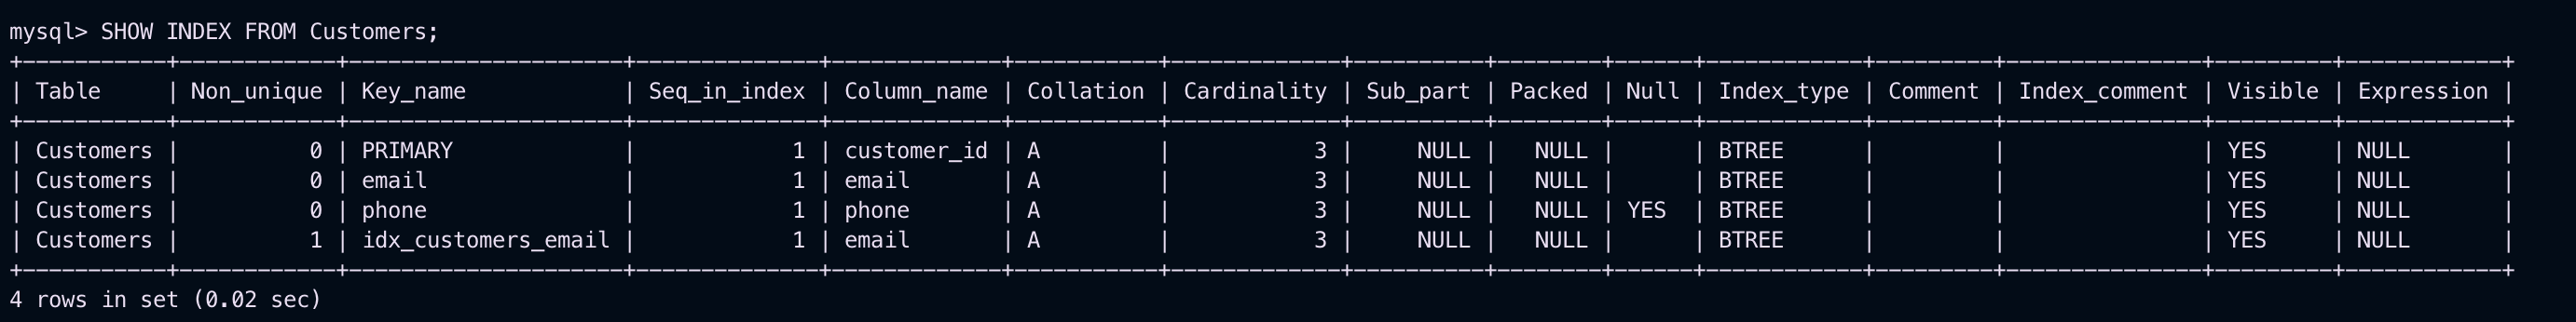 mysql> SHOW INDEX FROM Customers;
+-----------+------------+---------------------+--------------+-------------+-----------+-------------+----------+--------+------+------------+---------+---------------+---------+------------+
| Table     | Non_unique | Key_name            | Seq_in_index | Column_name | Collation | Cardinality | Sub_part | Packed | Null | Index_type | Comment | Index_comment | Visible | Expression |
+-----------+------------+---------------------+--------------+-------------+-----------+-------------+----------+--------+------+------------+---------+---------------+---------+------------+
| Customers |          0 | PRIMARY             |            1 | customer_id | A         |           3 |     NULL |   NULL |      | BTREE      |         |               | YES     | NULL       |
| Customers |          0 | email               |            1 | email       | A         |           3 |     NULL |   NULL |      | BTREE      |         |               | YES     | NULL       |
| Customers |          0 | phone               |            1 | phone       | A         |           3 |     NULL |   NULL | YES  | BTREE      |         |               | YES     | NULL       |
| Customers |          1 | idx_customers_email |            1 | email       | A         |           3 |     NULL |   NULL |      | BTREE      |         |               | YES     | NULL       |
+-----------+------------+---------------------+--------------+-------------+-----------+-------------+----------+--------+------+------------+---------+---------------+---------+------------+
4 rows in set (0.02 sec)